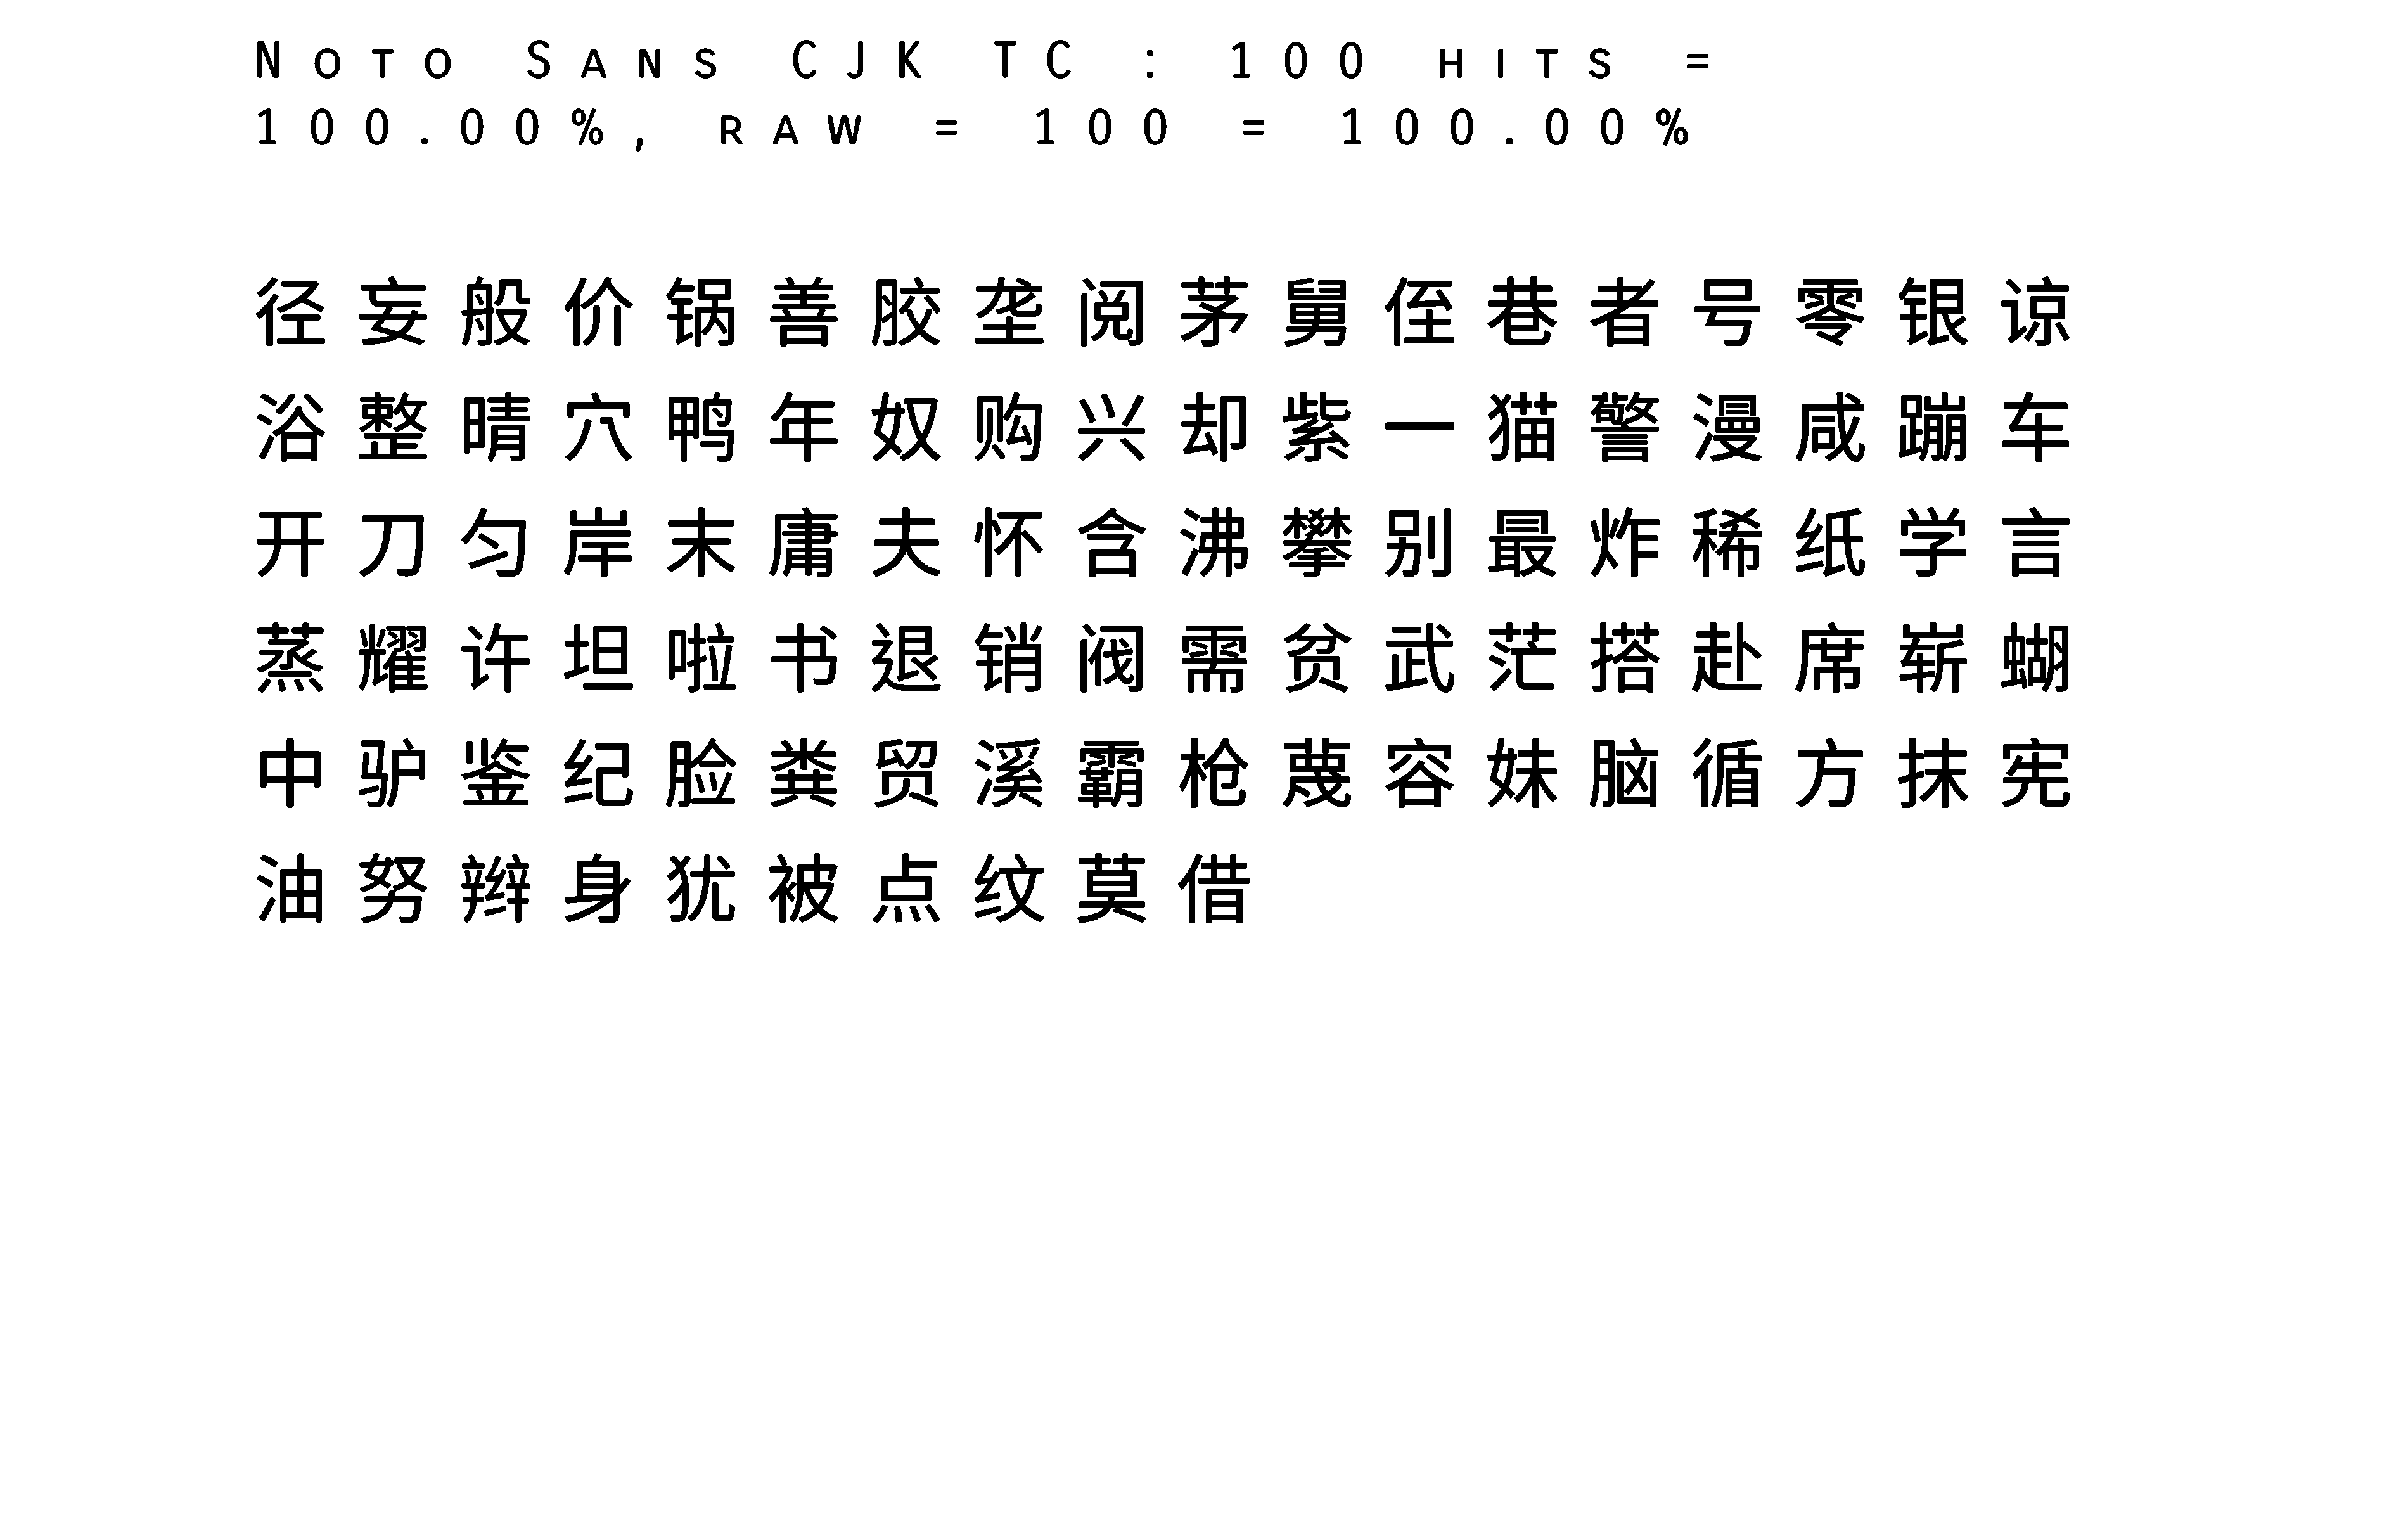 Noto Sans CJK TC : 100 hits =
100.00%, raw = 100 = 100.00%
径妄般价锅善胶垄阅茅舅侄巷者号零银谅
浴整晴穴鸭年奴购兴却紫一猫警漫咸蹦车
开刀匀岸末庸夫怀含沸攀别最炸稀纸学言
蒸耀许坦啦书退销阀需贫武茫搭赴席崭蝴
中驴鉴纪脸粪贸溪霸枪蔑容妹脑循方抹宪
油努辫身犹被点纹莫借